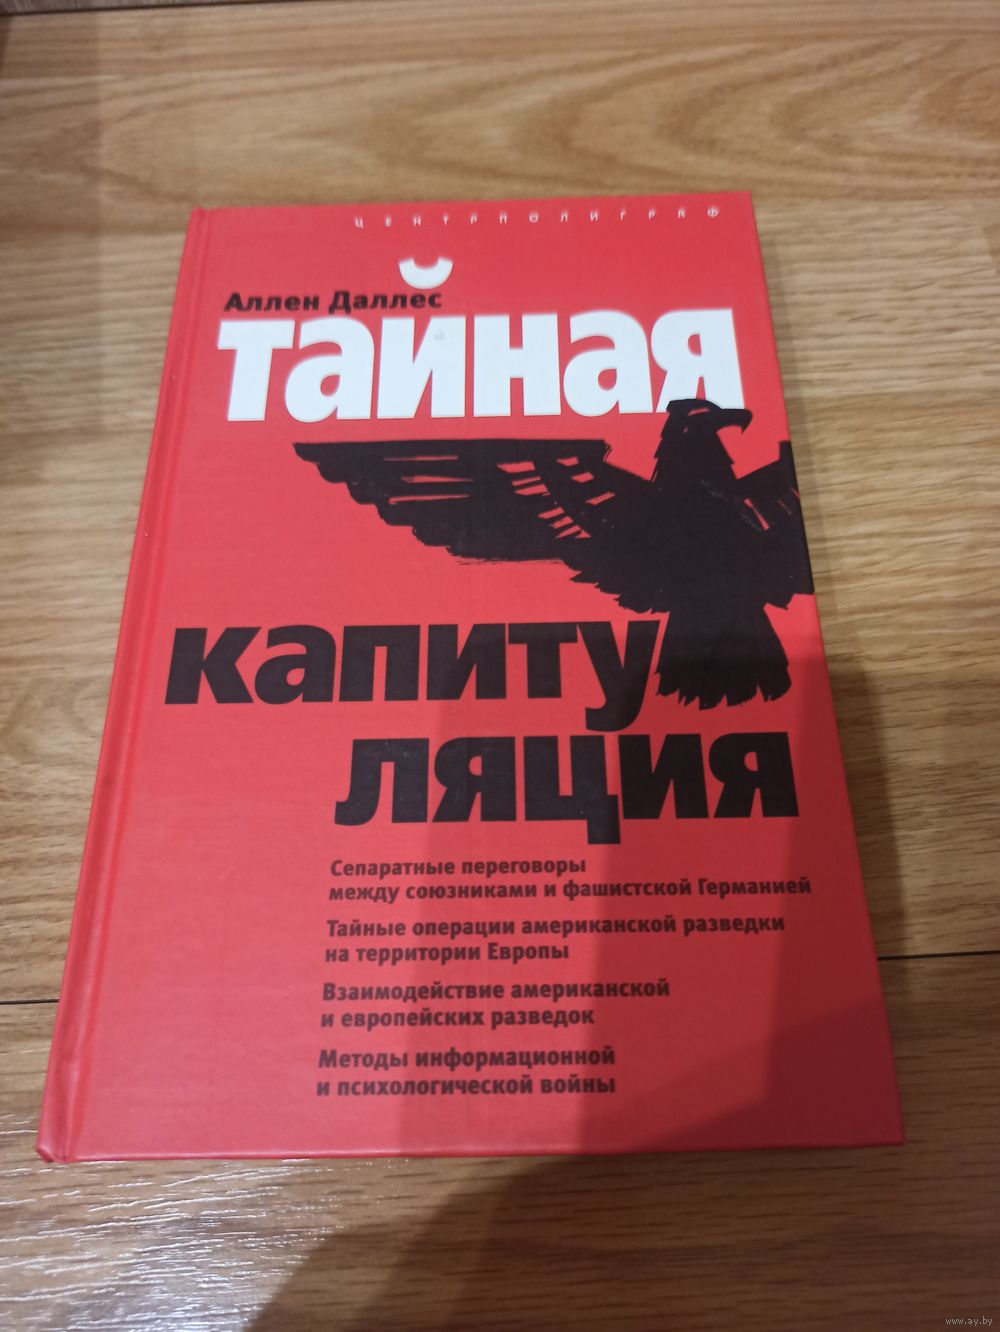 ЦЕНТРПОЛИГРАФ
Аллен Даллес
тайная
капиту
ляция
Сепаратные переговоры
между союзниками и фашистской Германией
Тайные операции американской разведки
на территории Европы
Взаимодействие американской
и европейских разведок
Методы информационной
и психологической войны
www.ay.by